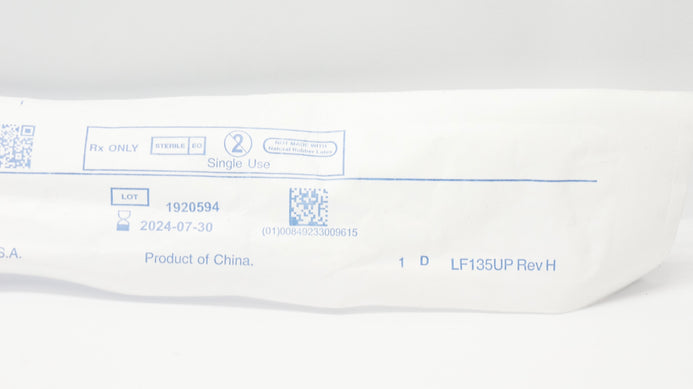 Rx ONLY
STERILE EO
2
NOT MADE WITH
Natural Rubber Latex
Single Use
LOT
1920594
2024-07-30
(01)00849233009615
S.A.
Product of China.
1 D LF135UP Rev H